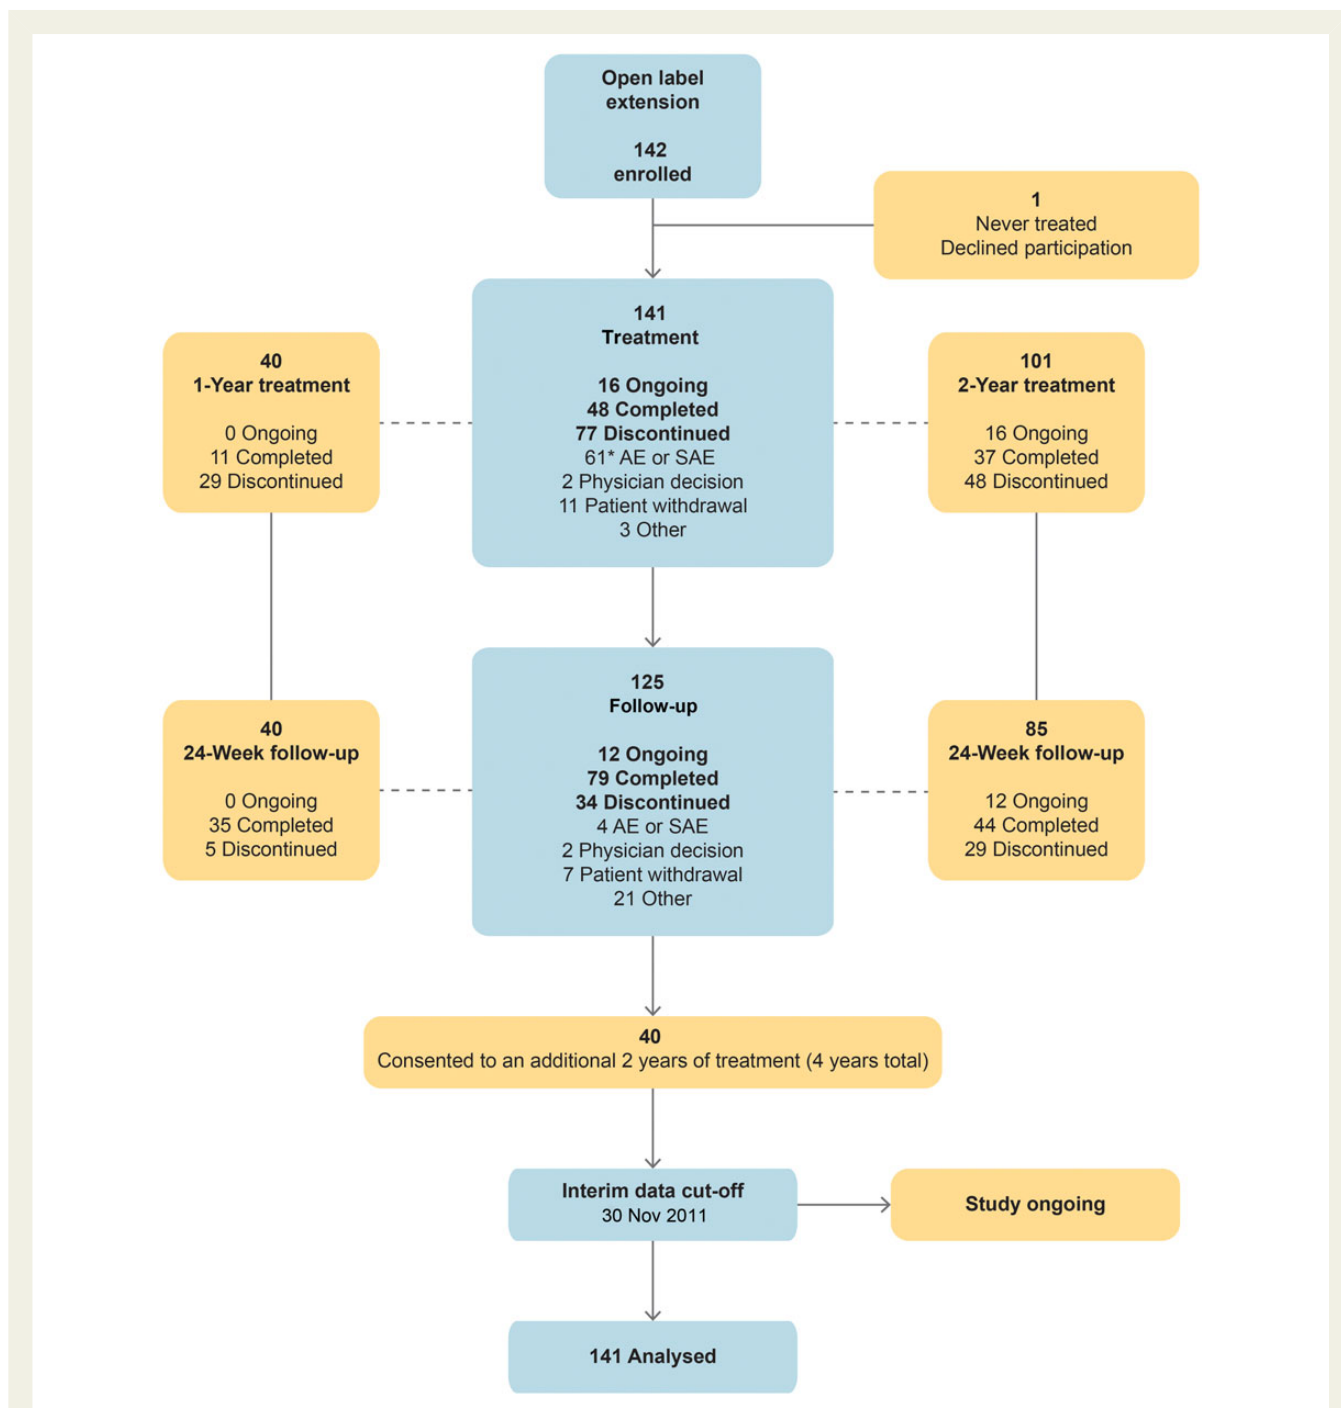 Open label
extension
142
enrolled
1
Never treated
Declined participation
141
Treatment
16 Ongoing
48 Completed
77 Discontinued
61* AE or SAE
2 Physician decision
11 Patient withdrawal
3 Other
40
1-Year treatment
0 Ongoing
11 Completed
29 Discontinued
101
2-Year treatment
16 Ongoing
37 Completed
48 Discontinued
125
Follow-up
12 Ongoing
79 Completed
34 Discontinued
4 AE or SAE
2 Physician decision
7 Patient withdrawal
21 Other
40
24-Week follow-up
0 Ongoing
35 Completed
5 Discontinued
85
24-Week follow-up
12 Ongoing
44 Completed
29 Discontinued
40
Consented to an additional 2 years of treatment (4 years total)
Interim data cut-off
30 Nov 2011
Study ongoing
141 Analysed